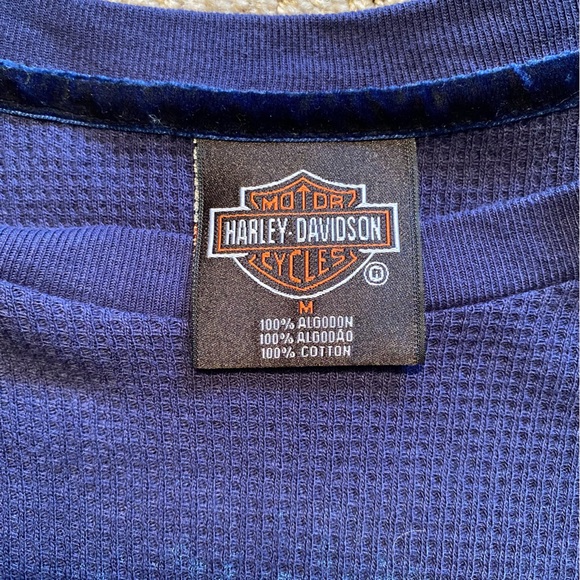 MOTOR
HARLEY-DAVIDSON
CYCLES
®
M
100% ALGODON
100% ALGODÃO
100% COTTON